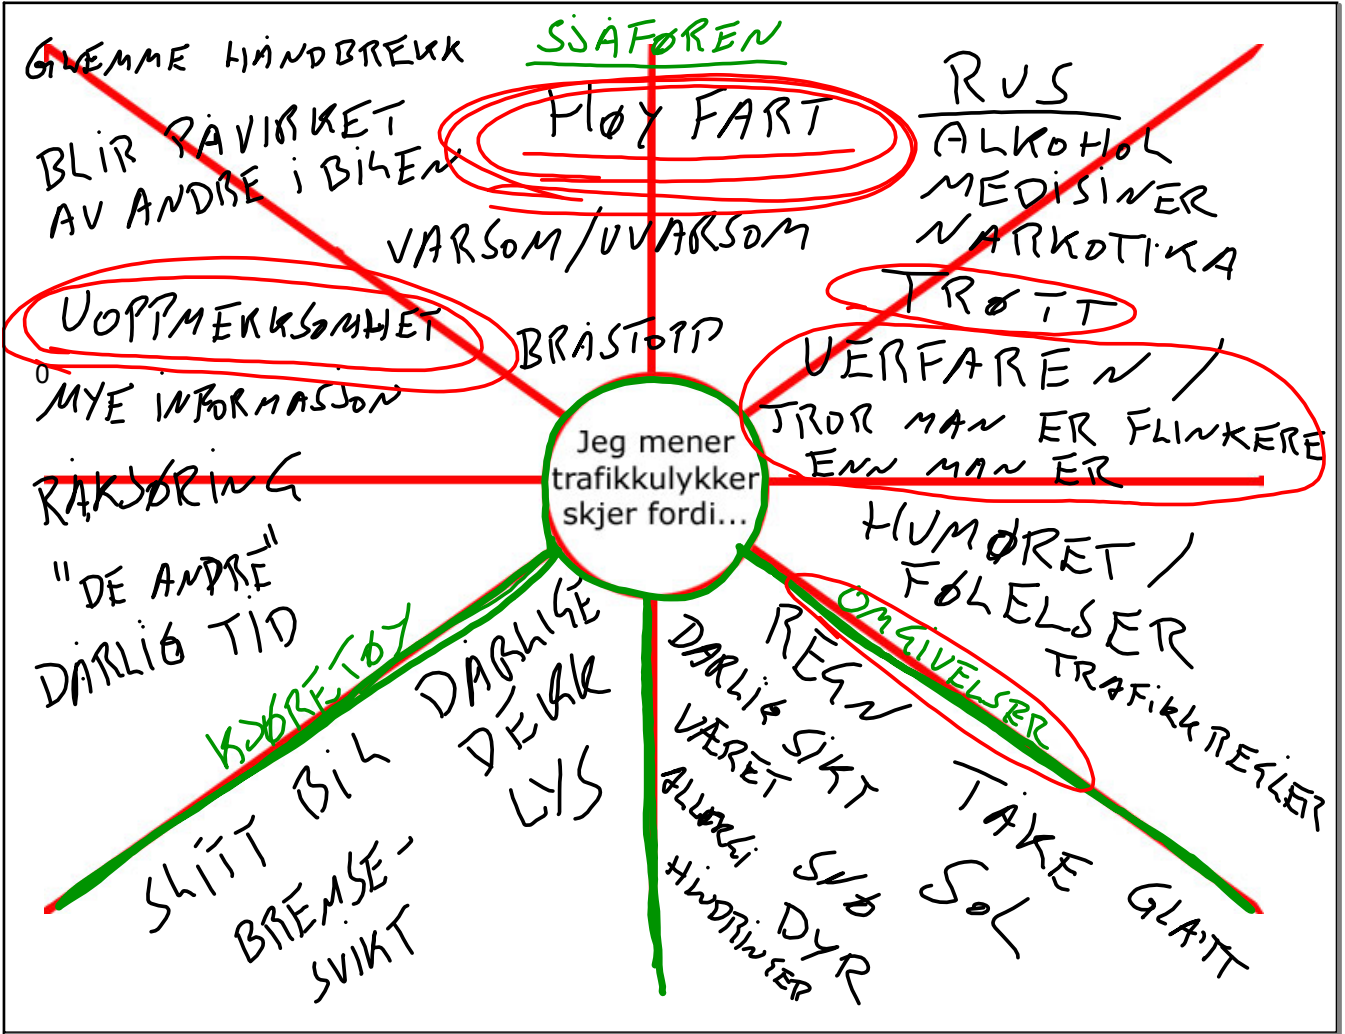 SJÅFØREN
GLEMME HÅNDBREKK
BLIR PÅVIRKET
AV ANDRE i BILEN
HØY FART
VARSOM/UVARSOM
BRÅSTOPP
RUS
ALKOHOL
MEDISINER
NARKOTIKA
TRØTT
UERFAREN /
TROR MAN ER FLINKERE
ENN MAN ER
UOPPMERKSOMHET
MYE INFORMASJON
RÅKJØRING
"DE ANDRE"
DÅRLIG TID
Jeg mener
trafikkulykker
skjer fordi...
HUMØRET /
FØLELSER
TRAFIKKREGLER
KJØRETØY
DÅRLIGE
DEKK
LYS
SLITT BIL
BREMSE-
SVIKT
OMGIVELSER
REGN
DÅRLIG SIKT
VÆRET
ALLERGI
HINDRINGER
SNØ
DYR
TÅKE
SOL
GLATT